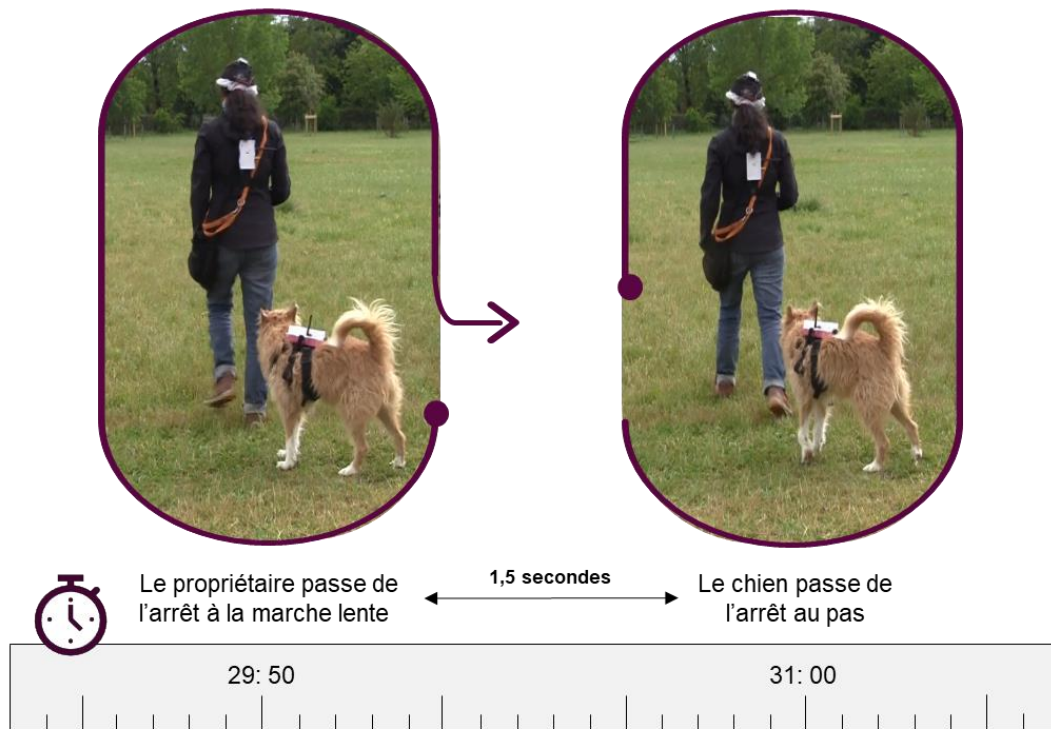 Le propriétaire passe de
l’arrêt à la marche lente
1,5 secondes
Le chien passe de
l’arrêt au pas
29: 50
31: 00